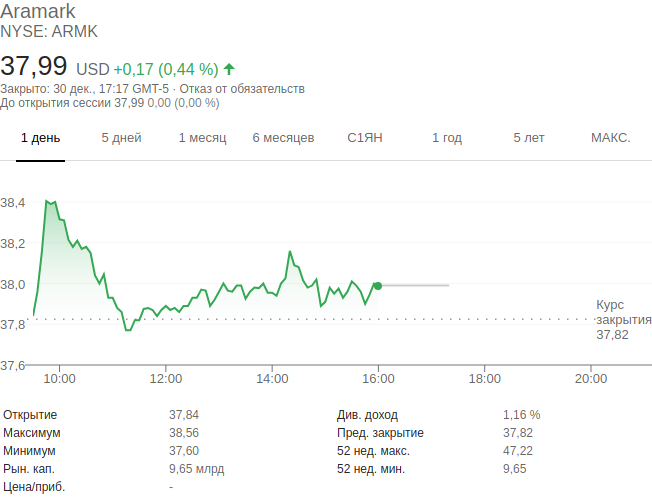 Aramark
NYSE: ARMK
37,99 USD +0,17 (0,44 %)
Закрыто: 30 дек., 17:17 GMT-5 · Отказ от обязательств
До открытия сессии 37,99 0,00 (0,00 %)
1 день 5 дней 1 месяц 6 месяцев С1ЯН 1 год 5 лет МАКС.
38,4
38,2
38,0
Курс
закрытия
37,82
37,8
37,6
10:00 12:00 14:00 16:00 18:00 20:00
Открытие 37,84 Див. доход 1,16 %
Максимум 38,56 Пред. закрытие 37,82
Минимум 37,60 52 нед. макс. 47,22
Рын. кап. 9,65 млрд 52 нед. мин. 9,65
Цена/приб. -